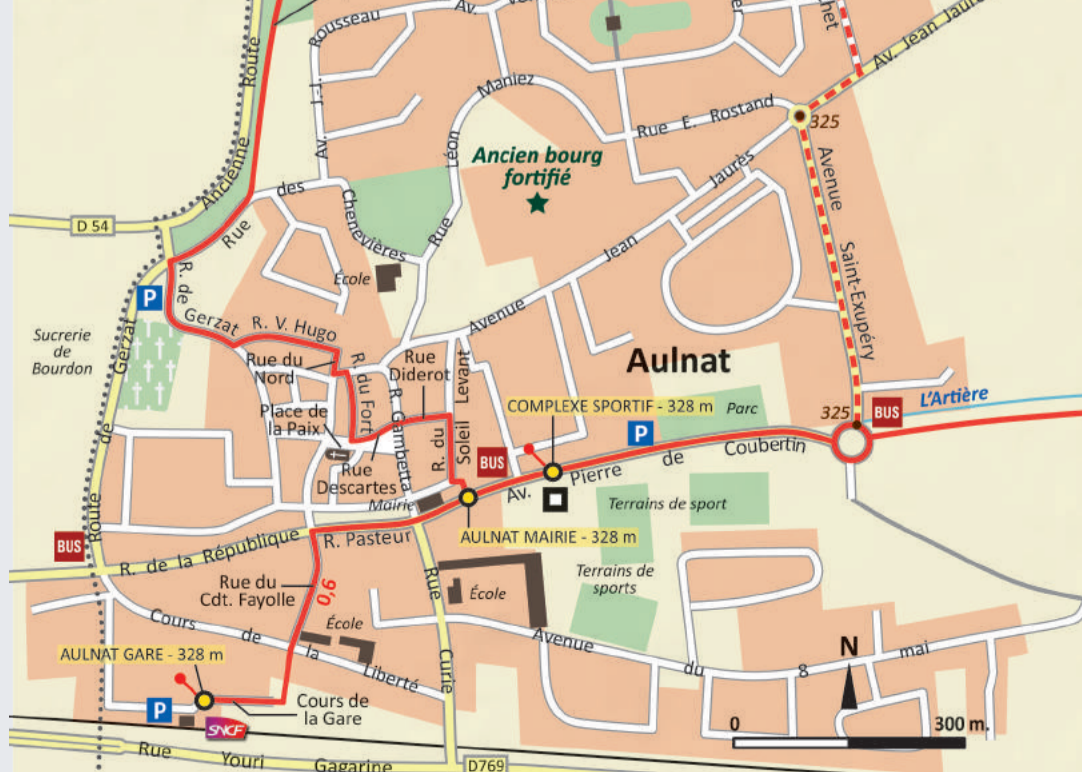 Rousseau
Av.
J.-J.
Av.
Av. Jean Jaurès
Ancienne
Route
D 54
Rue
des
Chenevières
Rue
Léon
Maniez
Rue E. Rostand
325
Ancien bourg
fortifié
Jaurès
Jean
Avenue
Avenue
Saint-Exupéry
École
P
R. de
Gerzat
R. V. Hugo
Sucrerie
de
Bourdon
Route
de
Gerzat
Rue du
Nord
R. du Fort
Rue
Diderot
R. Gambetta
R. du
Soleil Levant
Aulnat
COMPLEXE SPORTIF - 328 m
Parc
325
BUS
L'Artière
Place de
la Paix
Rue
Descartes
Mairie
BUS
P
Av.
Pierre
de
Coubertin
Terrains de sport
AULNAT MAIRIE - 328 m
BUS
R. de la République
R. Pasteur
Terrains de
sports
Rue du
Cdt. Fayolle
0,6
Rue
Curie
École
École
Cours
de
la
Liberté
Avenue
du
8
mai
N
AULNAT GARE - 328 m
P
SNCF
Cours de
la Gare
0
300 m.
Rue
Youri
Gagarine
D769